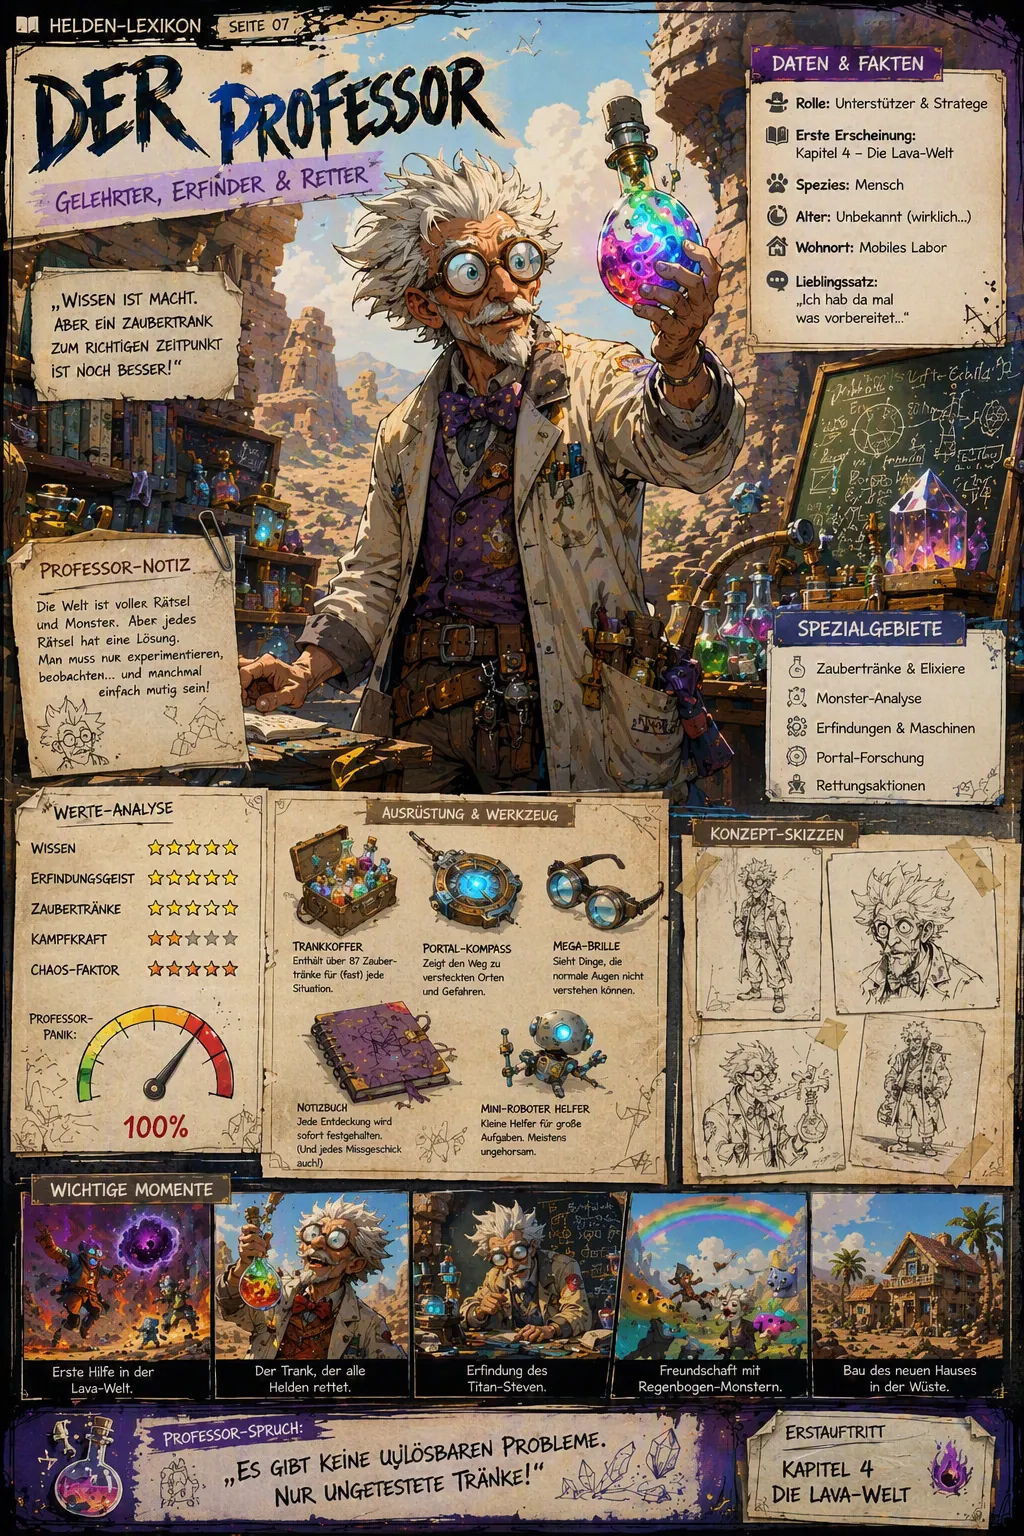 HELDEN-LEXIKON
SEITE 07
DER PROFESSOR
GELEHRTER, ERFINDER & RETTER
„WISSEN IST MACHT.
ABER EIN ZAUBERTRANK
ZUM RICHTIGEN ZEITPUNKT
IST NOCH BESSER!“
DATEN & FAKTEN
Rolle: Unterstützer & Stratege
Erste Erscheinung:
Kapitel 4 – Die Lava-Welt
Spezies: Mensch
Alter: Unbekannt (wirklich...)
Wohnort: Mobiles Labor
Lieblingssatz:
„Ich hab da mal
was vorbereitet...“
PROFESSOR-NOTIZ
Die Welt ist voller Rätsel
und Monster. Aber jedes
Rätsel hat eine Lösung.
Man muss nur experimentieren,
beobachten... und manchmal
einfach mutig sein!
SPEZIALGEBIETE
Zaubertränke & Elixiere
Monster-Analyse
Erfindungen & Maschinen
Portal-Forschung
Rettungsaktionen
WERTE-ANALYSE
WISSEN
ERFINDUNGSGEIST
ZAUBERTRÄNKE
KAMPFKRAFT
CHAOS-FAKTOR
PROFESSOR-
PANIK:
100%
AUSRÜSTUNG & WERKZEUG
TRANKKOFFER
Enthält über 87 Zauber-
tränke für (fast) jede
Situation.
PORTAL-KOMPASS
Zeigt den Weg zu
versteckten Orten
und Gefahren.
MEGA-BRILLE
Sieht Dinge, die
normale Augen nicht
verstehen können.
NOTIZBUCH
Jede Entdeckung wird
sofort festgehalten.
(Und jedes Missgeschick
auch!)
MINI-ROBOTER HELFER
Kleine Helfer für große
Aufgaben. Meistens
ungehorsam.
KONZEPT-SKIZZEN
WICHTIGE MOMENTE
Erste Hilfe in der
Lava-Welt.
Der Trank, der alle
Helden rettet.
Erfindung des
Titan-Steven.
Freundschaft mit
Regenbogen-Monstern.
Bau des neuen Hauses
in der Wüste.
PROFESSOR-SPRUCH:
„ES GIBT KEINE PROBLEME.
NUR UNGETESTETE TRÄNKE!“
ERSTAUFTRITT
KAPITEL 4
DIE LAVA-WELT